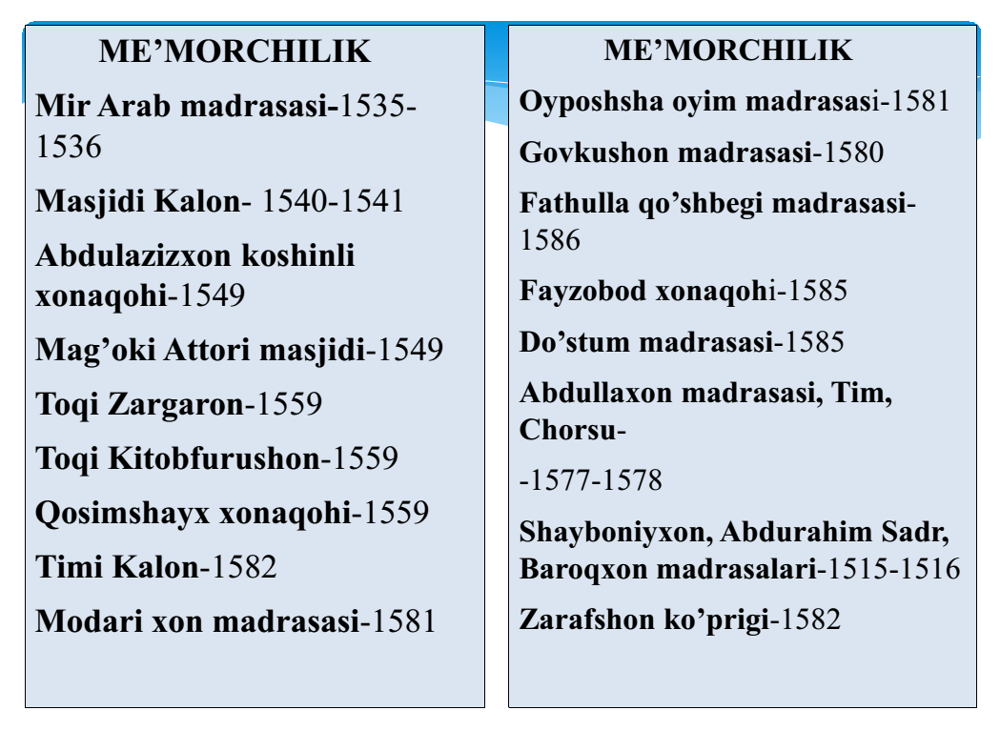 ME’MORCHILIK
Mir Arab madrasasi-1535-
1536
Masjidi Kalon- 1540-1541
Abdulazizxon koshinli
xonaqohi-1549
Mag’oki Attori masjidi-1549
Toqi Zargaron-1559
Toqi Kitobfurushon-1559
Qosimshayx xonaqohi-1559
Timi Kalon-1582
Modari xon madrasasi-1581
ME’MORCHILIK
Oyposhsha oyim madrasasi-1581
Govkushon madrasasi-1580
Fathulla qo’shbegi madrasasi-
1586
Fayzobod xonaqohi-1585
Do’stum madrasasi-1585
Abdullaxon madrasasi, Tim,
Chorsu-
-1577-1578
Shayboniyxon, Abdurahim Sadr,
Baroqxon madrasalari-1515-1516
Zarafshon ko’prigi-1582